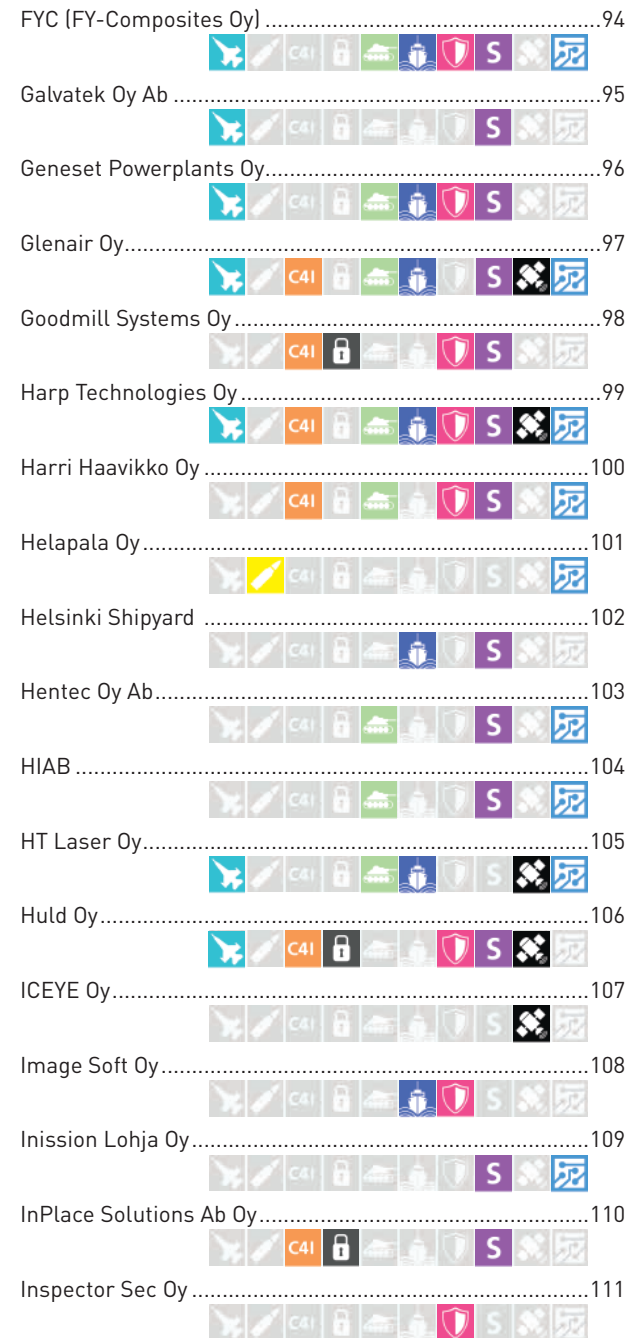 FYC (FY-Composites Oy) ......................................................94
C4I S
Galvatek Oy Ab ...................................................................95
C4I S
Geneset Powerplants Oy....................................................96
C4I S
Glenair Oy...........................................................................97
C4I S
Goodmill Systems Oy .........................................................98
C4I S
Harp Technologies Oy ........................................................99
C4I S
Harri Haavikko Oy ..............................................................100
C4I S
Helapala Oy........................................................................101
C4I S
Helsinki Shipyard ..............................................................102
C4I S
Hentec Oy Ab......................................................................103
C4I S
HIAB ...................................................................................104
C4I S
HT Laser Oy........................................................................105
C4I S
Huld Oy...............................................................................106
C4I S
ICEYE Oy.............................................................................107
C4I S
Image Soft Oy.....................................................................108
C4I S
Inission Lohja Oy................................................................109
C4I S
InPlace Solutions Ab Oy.....................................................110
C4I S
Inspector Sec Oy ................................................................111
C4I S